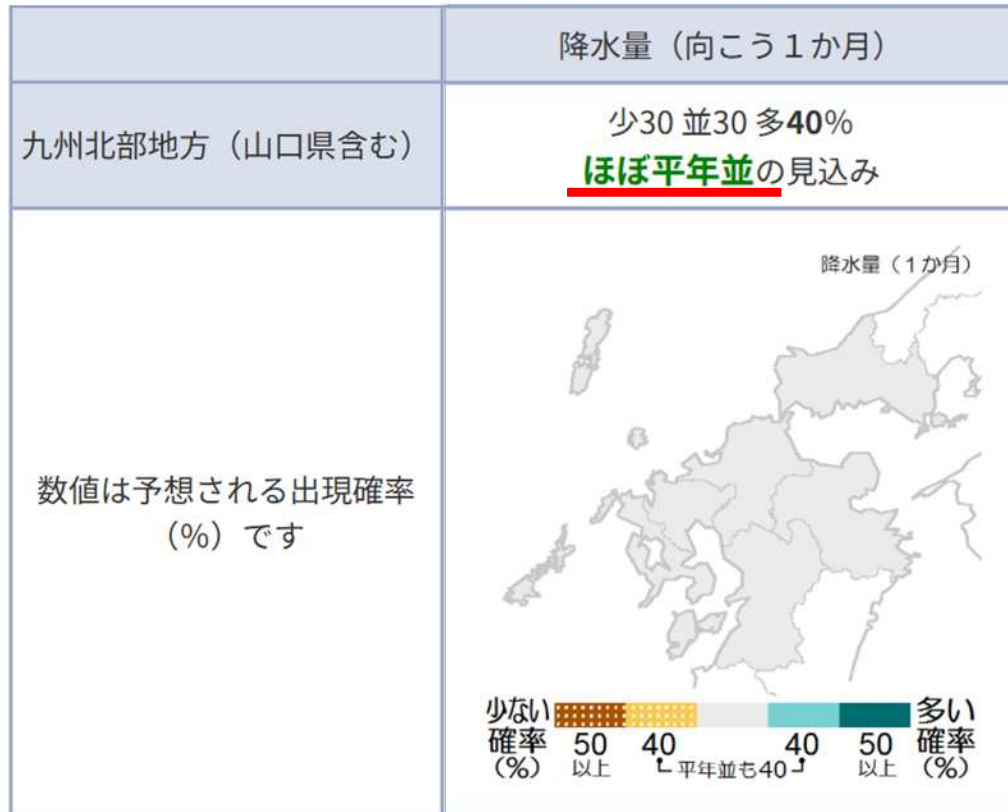 降水量（向こう１か月）
九州北部地方（山口県含む）
少30 並30 多40%
ほぼ平年並の見込み
数値は予想される出現確率
（%）です
降水量（１か月）
少ない 多い
確率 50 40 40 50 確率
（%） 以上 平年並も40 以上 （%）